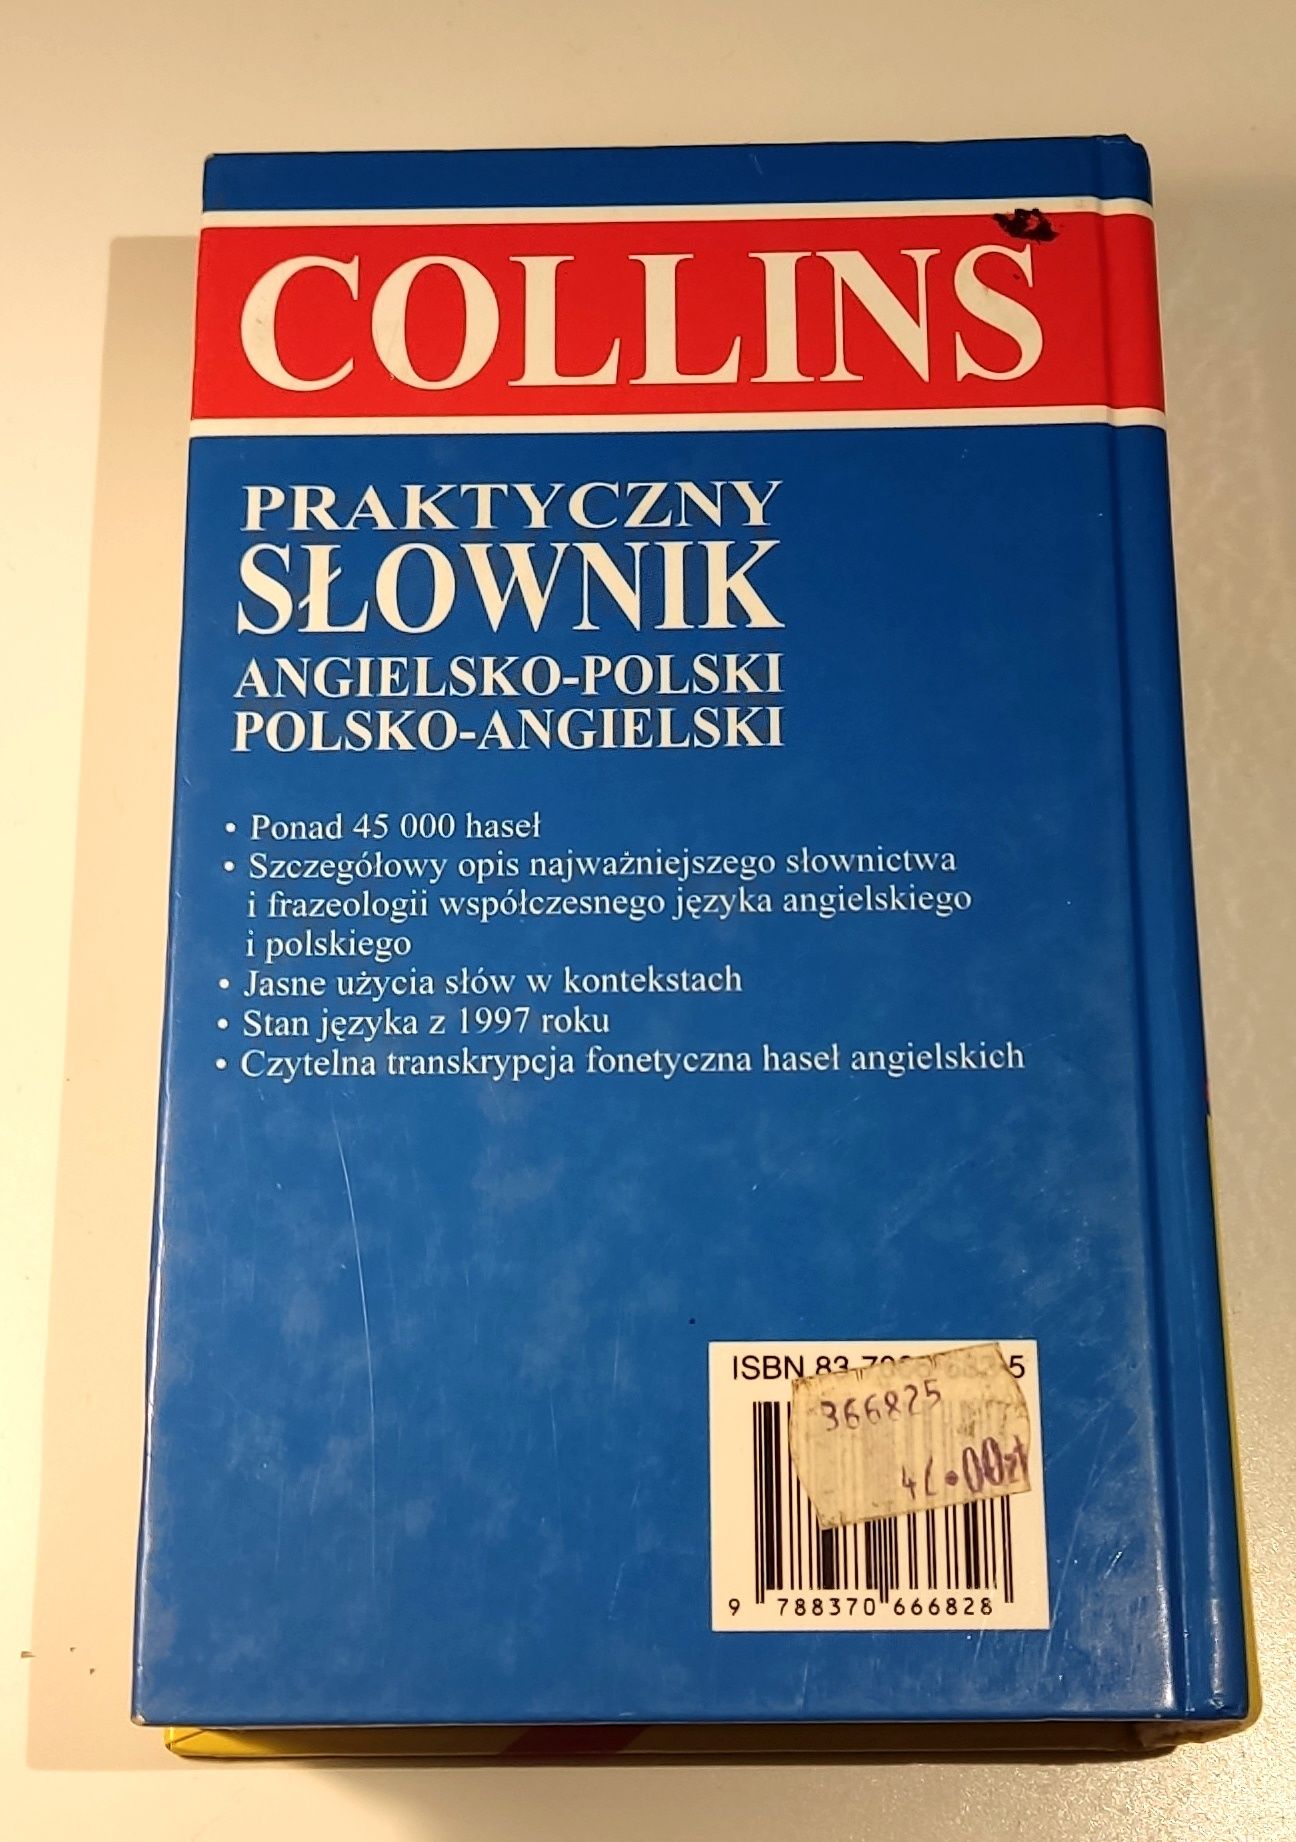 COLLINS
PRAKTYCZNY
SŁOWNIK
ANGIELSKO-POLSKI
POLSKO-ANGIELSKI
• Ponad 45 000 haseł
• Szczegółowy opis najważniejszego słownictwa
i frazeologii współczesnego języka angielskiego
i polskiego
• Jasne użycia słów w kontekstach
• Stan języka z 1997 roku
• Czytelna transkrypcja fonetyczna haseł angielskich
ISBN
366825
9 788370 666828